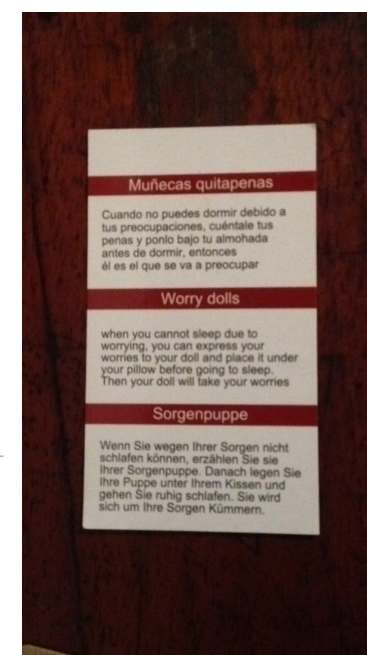 Muñecas quitapenas
Cuando no puedes dormir debido a
tus preocupaciones, cuéntale tus
penas y ponlo bajo tu almohada
antes de dormir, entonces
él es el que se va a preocupar
Worry dolls
when you cannot sleep due to
worrying, you can express your
worries to your doll and place it under
your pillow before going to sleep.
Then your doll will take your worries
Sorgenpuppe
Wenn Sie wegen Ihrer Sorgen nicht
schlafen können, erzählen Sie sie
Ihrer Sorgenpuppe. Danach legen Sie
Ihre Puppe unter Ihrem Kissen und
gehen Sie ruhig schlafen. Sie wird
sich um Ihre Sorgen Kümmern.